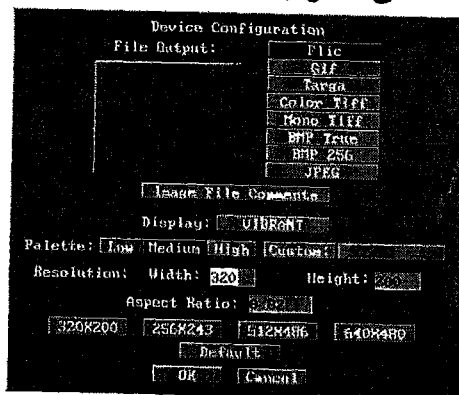 Device Configuration
File Output:
Flic
Gif
Targa
Color Tiff
Mono Tiff
BMP True
BMP 256
JPEG
Image File Comments
Display: VIBRANT
Palette: Low Medium High Custom:
Resolution: Width: 320 Height:
Aspect Ratio:
320X200 256X243 512X486 640X480
Default
OK Cancel